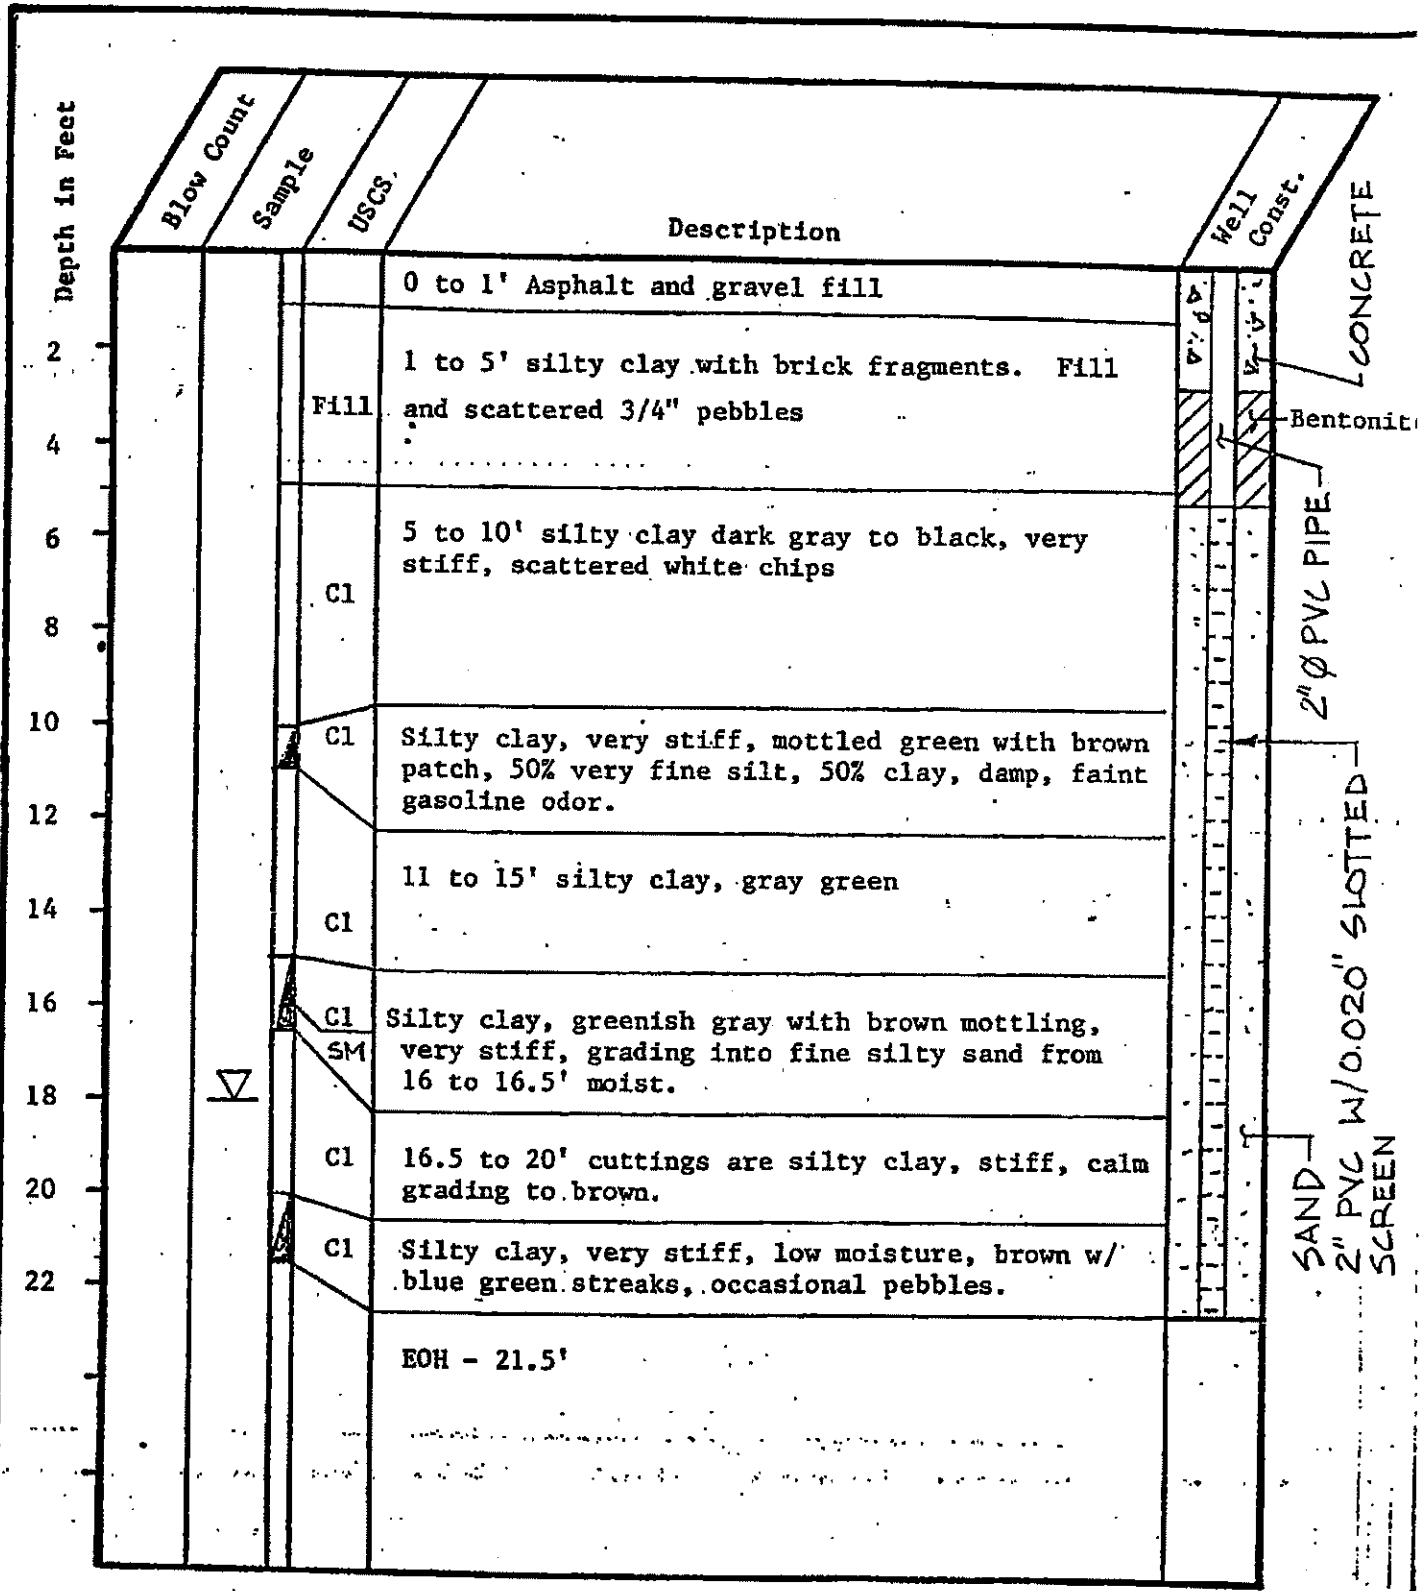 Depth in Feet
Blow Count
Sample
USCS.
Description
Well
Const.
0 to 1' Asphalt and gravel fill
1 to 5' silty clay with brick fragments. Fill
Fill
and scattered 3/4" pebbles
5 to 10' silty clay dark gray to black, very
stiff, scattered white chips
Cl
Cl
Silty clay, very stiff, mottled green with brown
patch, 50% very fine silt, 50% clay, damp, faint
gasoline odor.
11 to 15' silty clay, gray green
Cl
Cl
SM
Silty clay, greenish gray with brown mottling,
very stiff, grading into fine silty sand from
16 to 16.5' moist.
Cl
16.5 to 20' cuttings are silty clay, stiff, calm
grading to brown.
Cl
Silty clay, very stiff, low moisture, brown w/
blue green streaks, occasional pebbles.
EOH - 21.5'
2
4
6
8
10
12
14
16
18
20
22
CONCRETE
Bentonit
2"Ø PVC PIPE
SAND
2" PVC W/0.020" SLOTTED
SCREEN